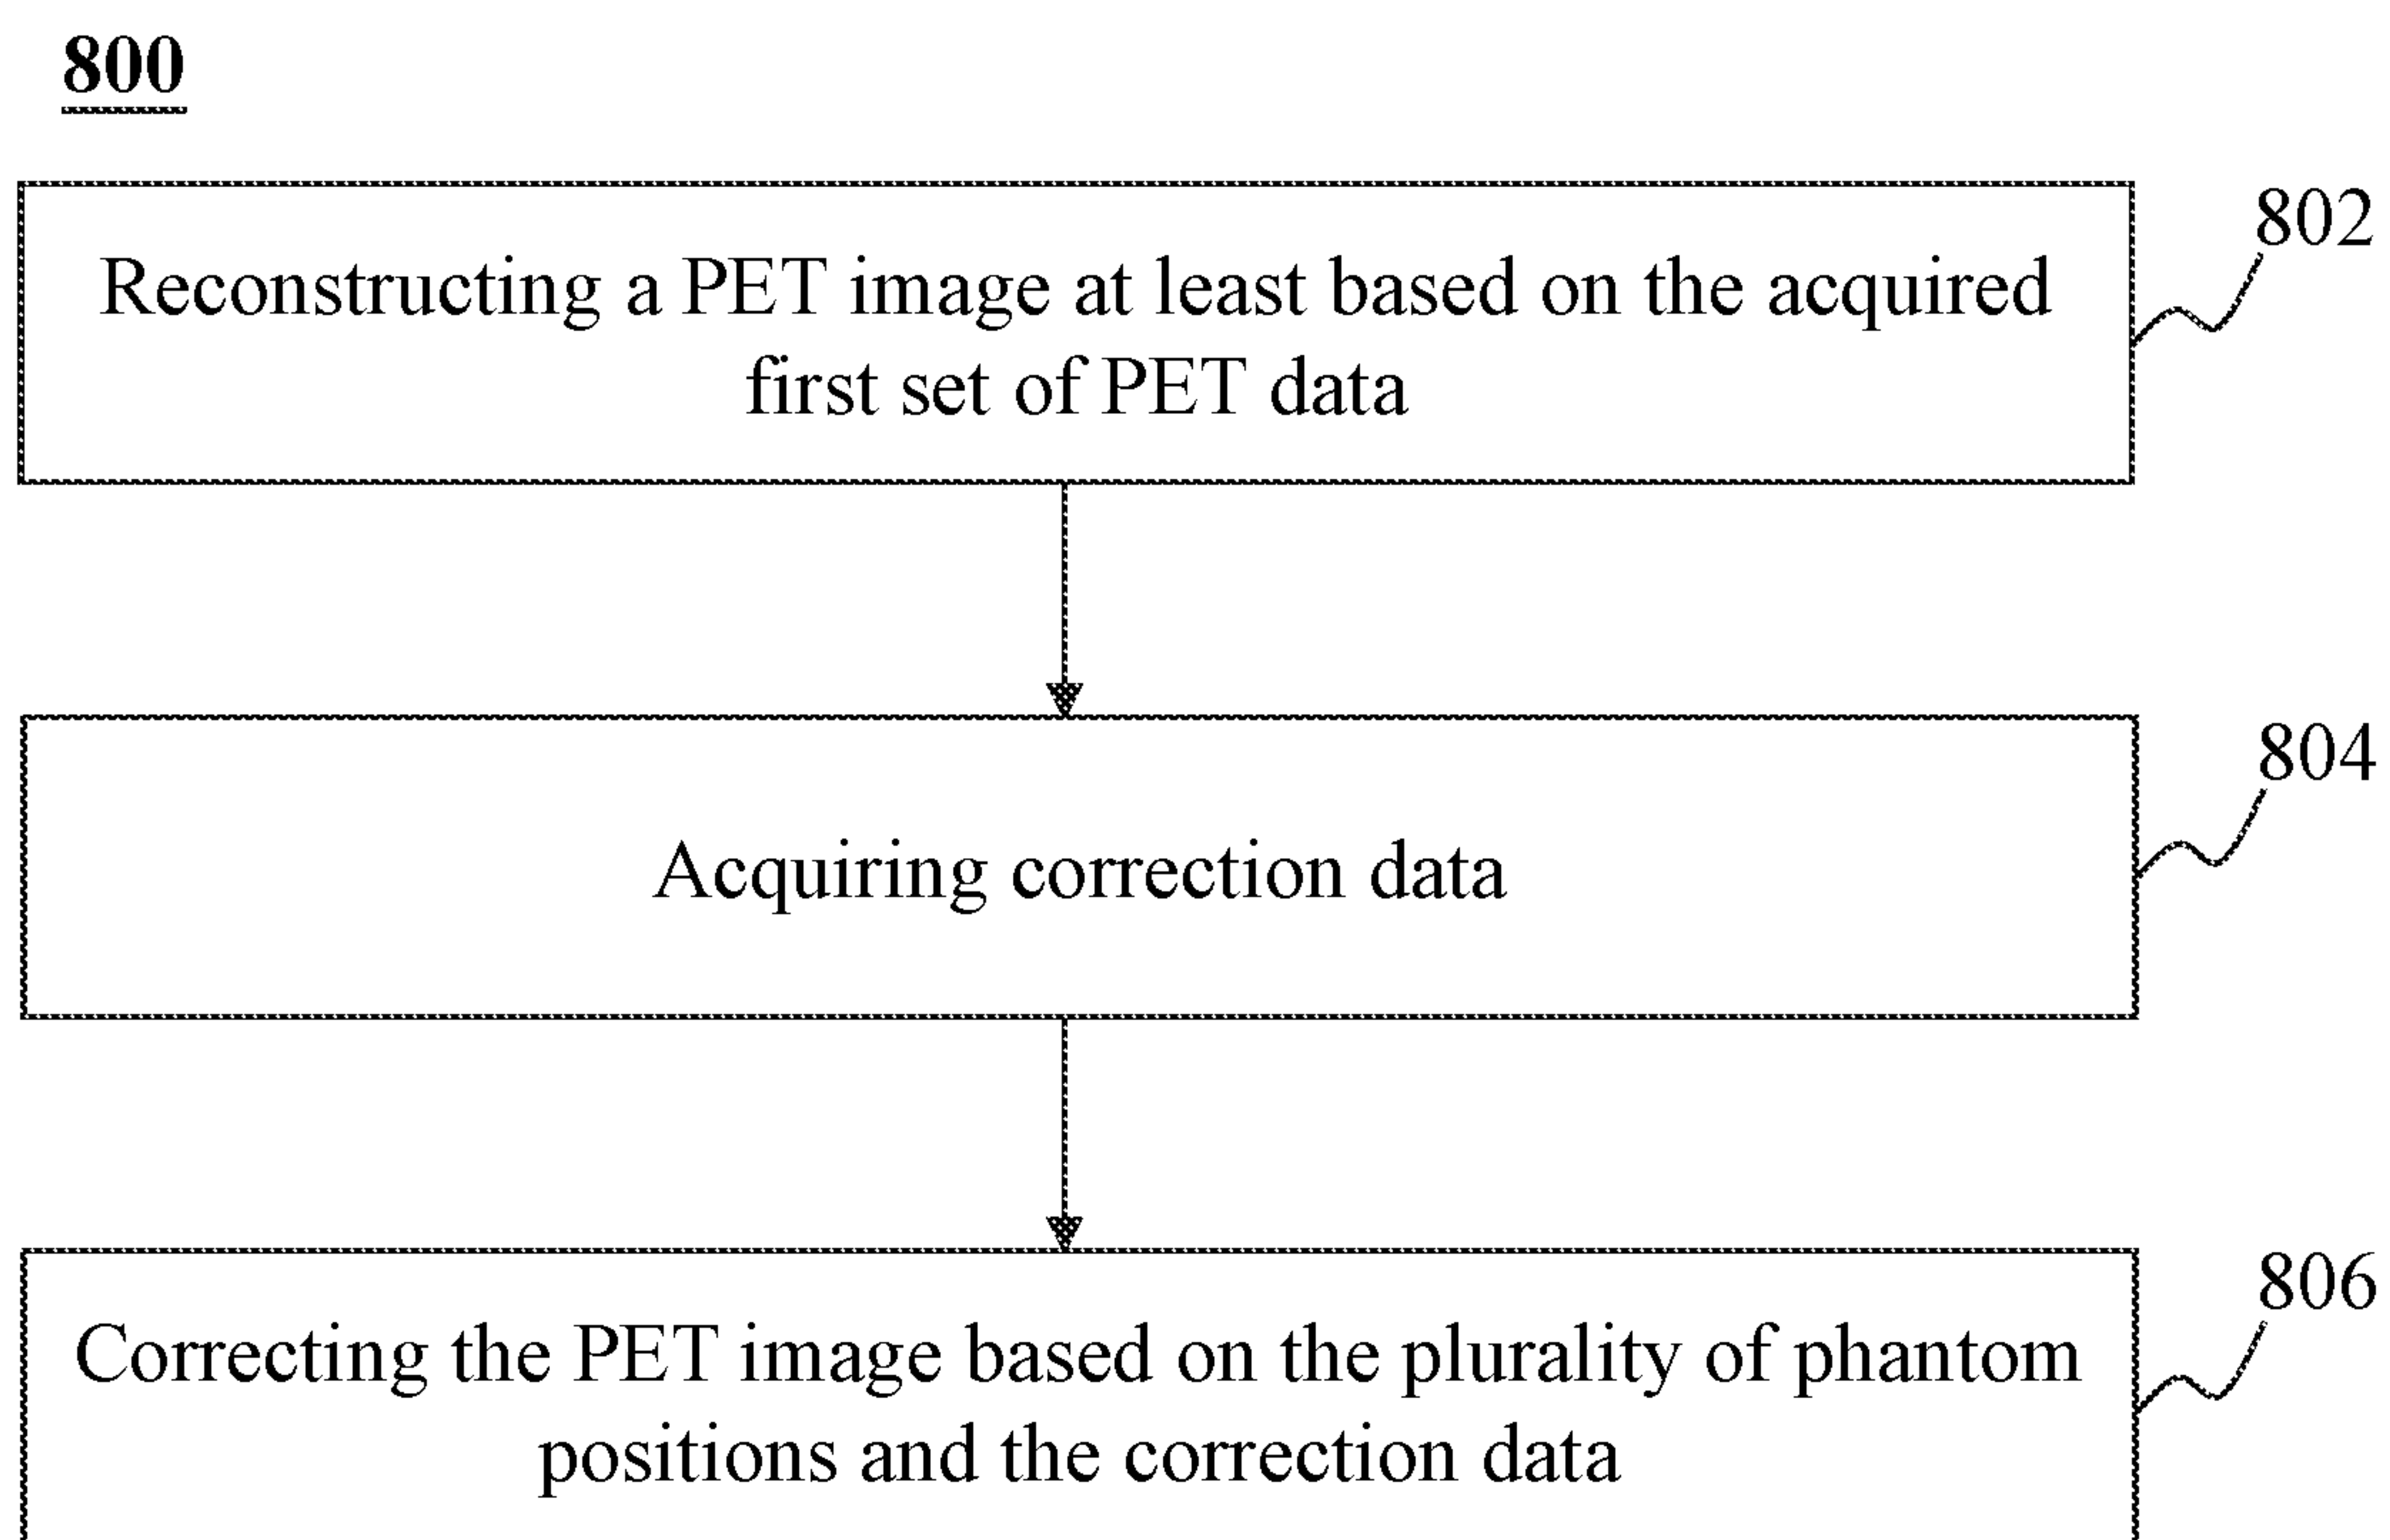 800
802
Reconstructing a PET image at least based on the acquired
first set of PET data
804
Acquiring correction data
806
Correcting the PET image based on the plurality of phantom
positions and the correction data